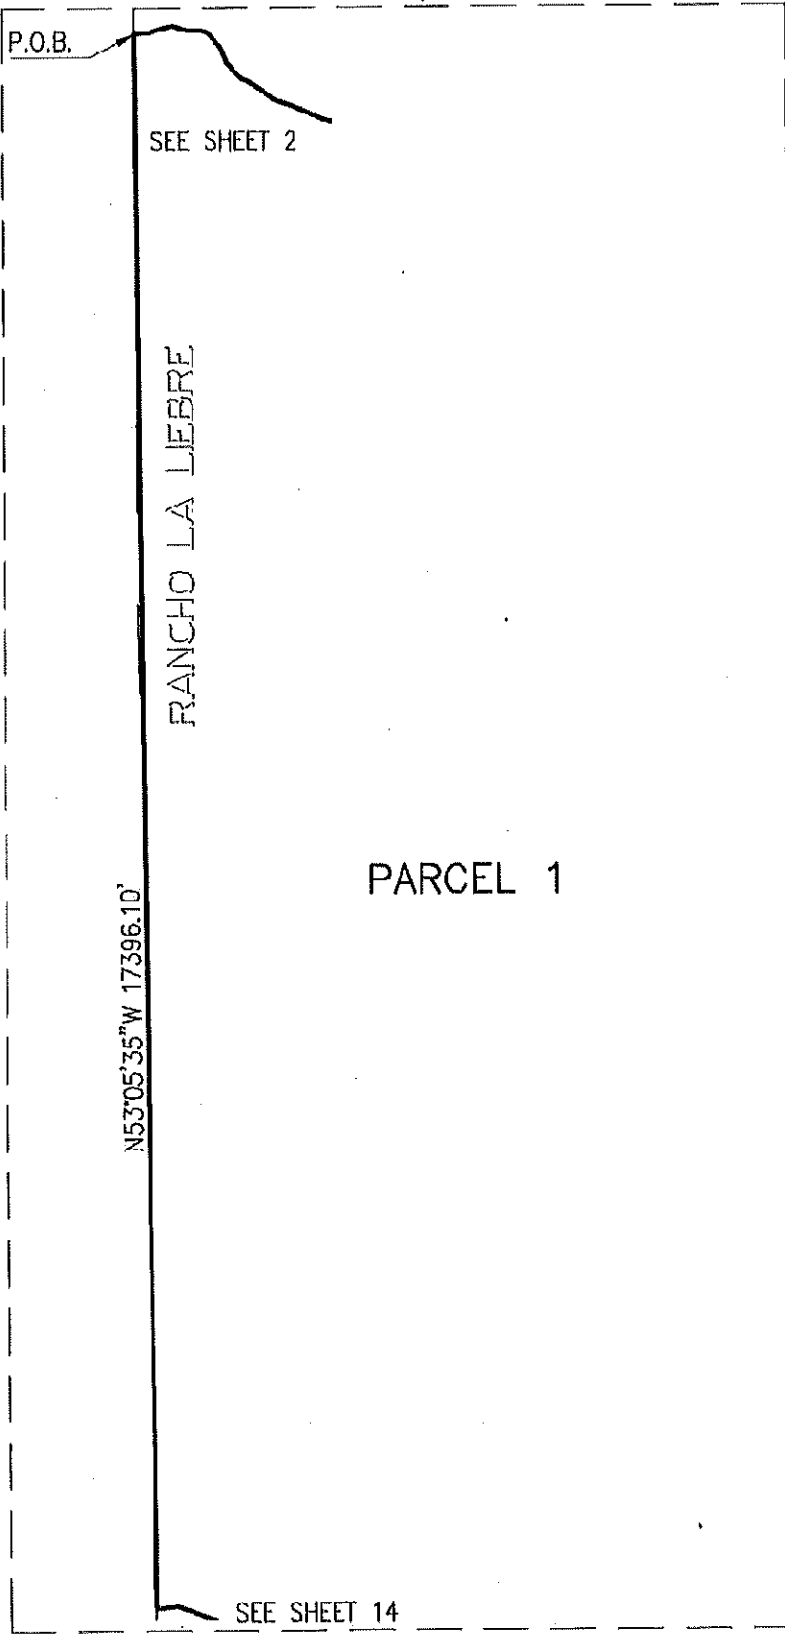 P.O.B.
SEE SHEET 2
RANCHO LA LIEBRE
PARCEL 1
N53°05'35"W 17396.10'
SEE SHEET 14